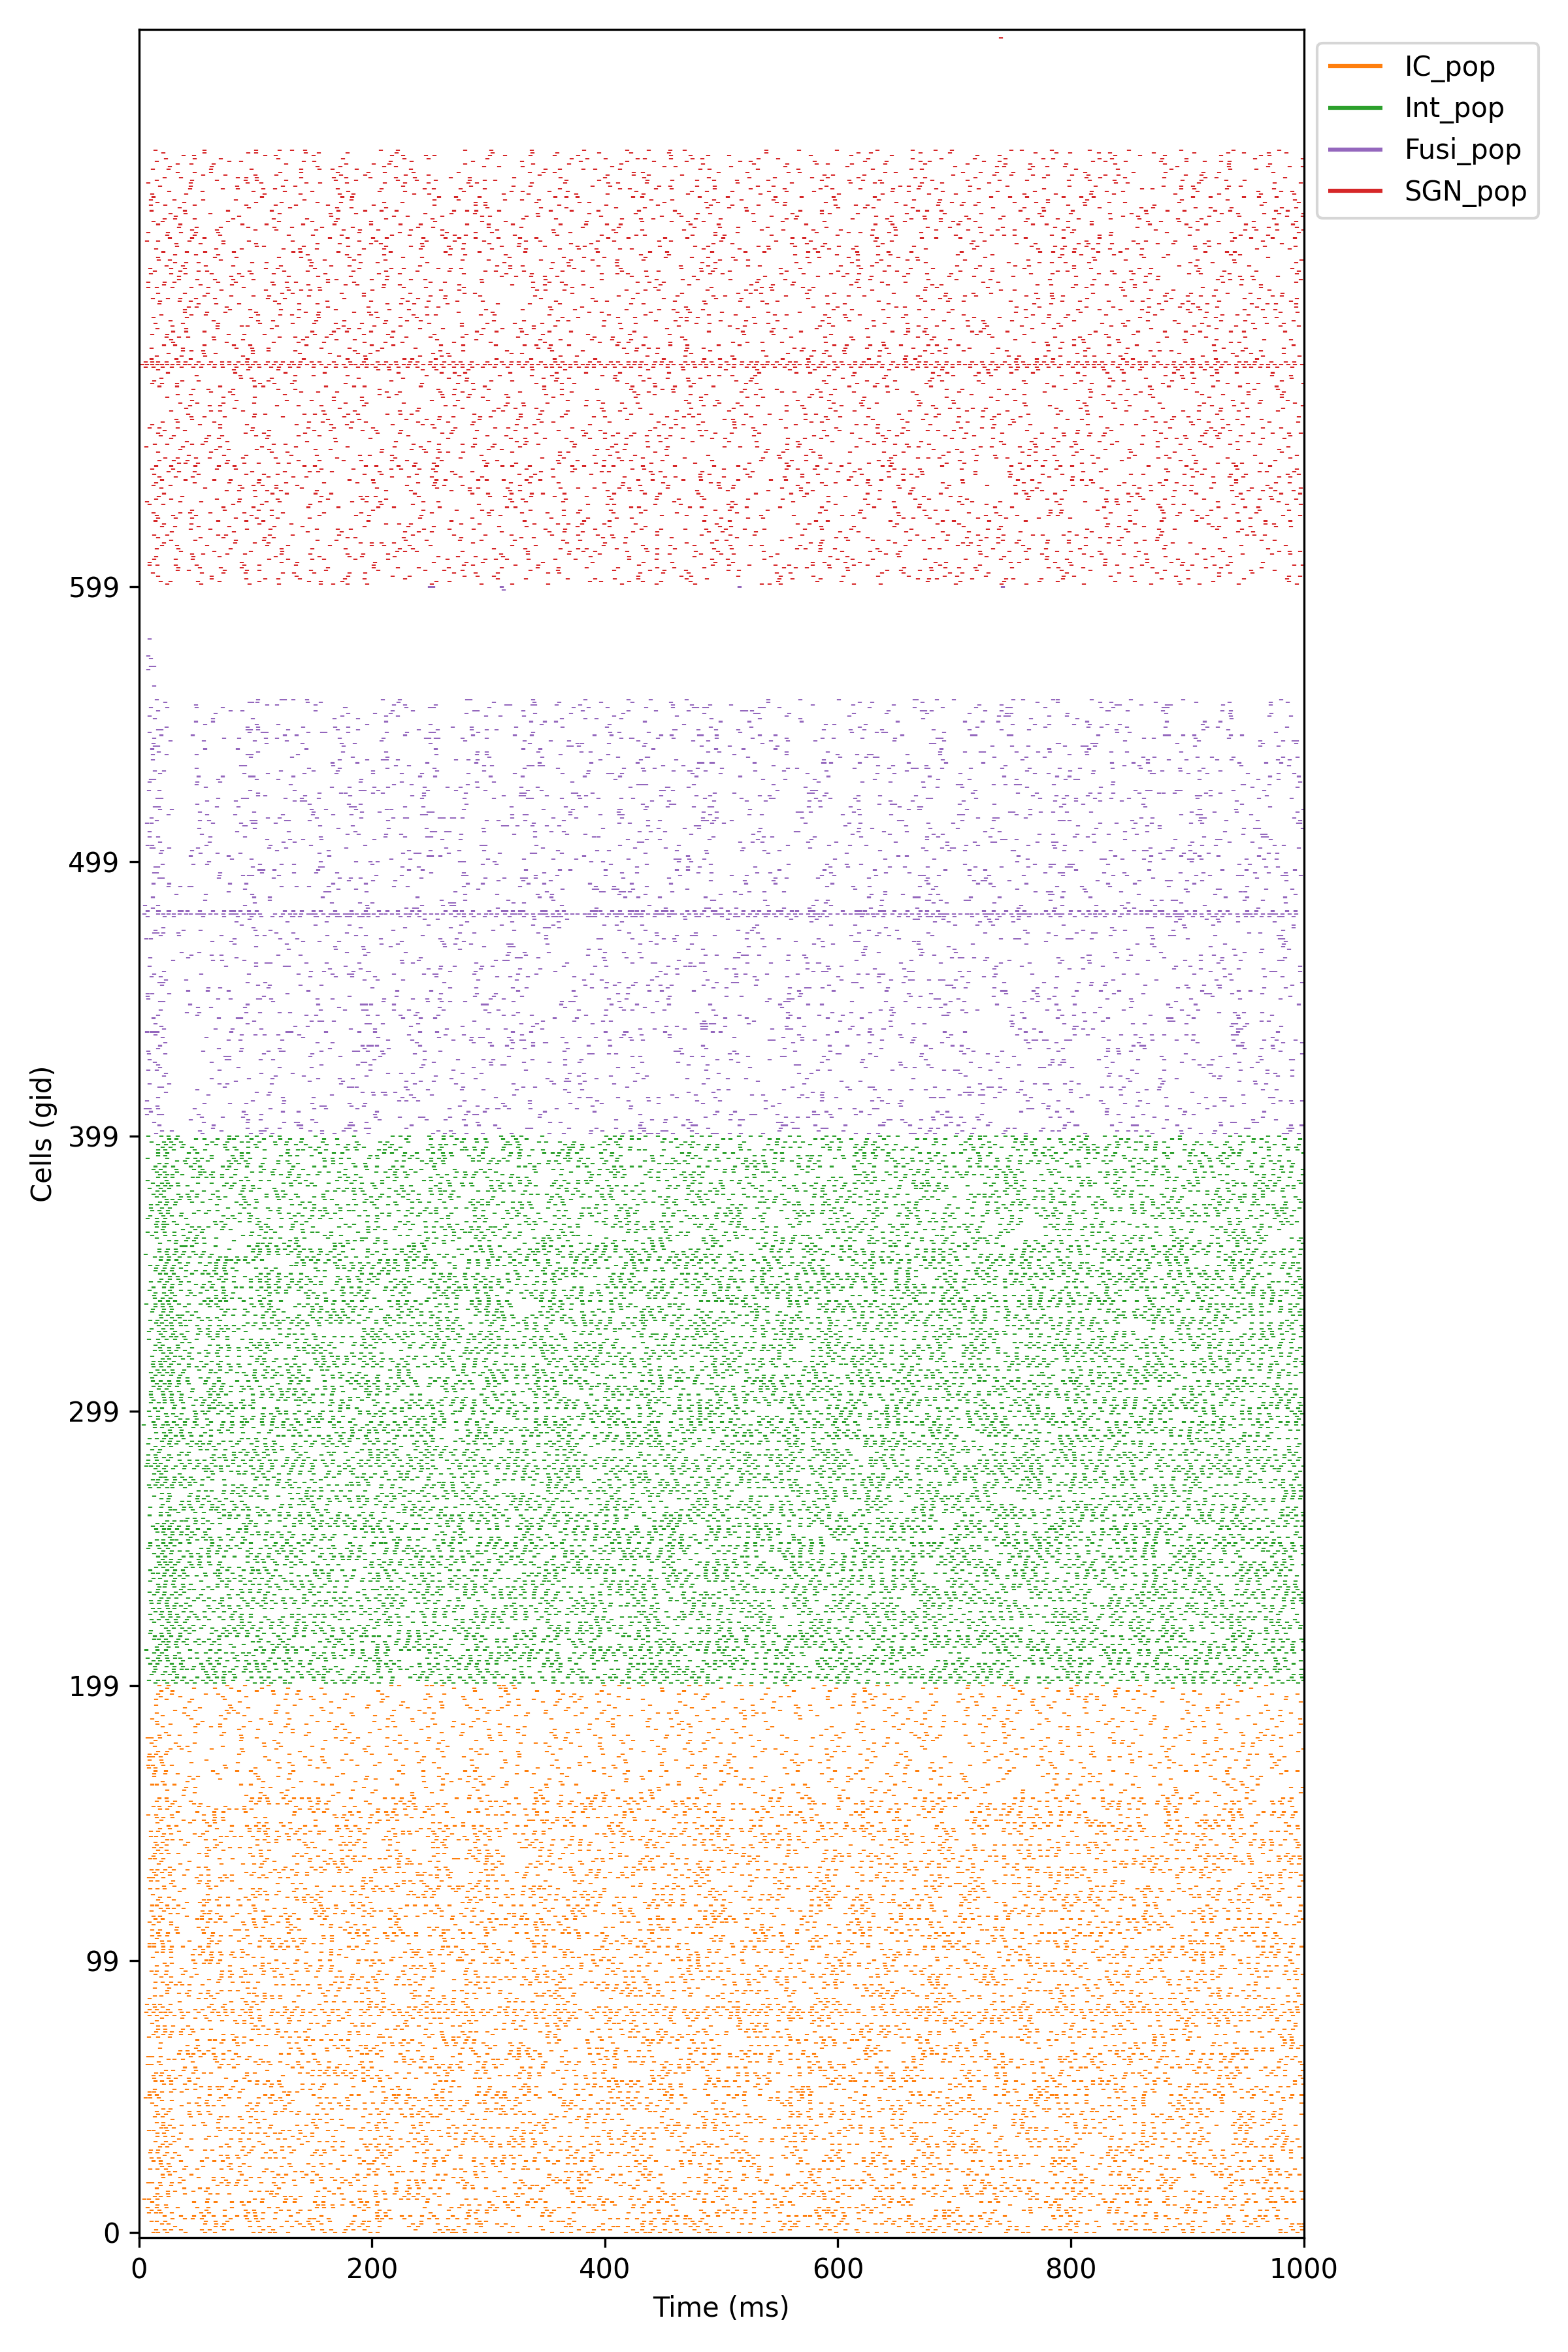 IC_pop
Int_pop
Fusi_pop
SGN_pop
599
499
399
299
199
99
0
Cells (gid)
0 200 400 600 800 1000
Time (ms)